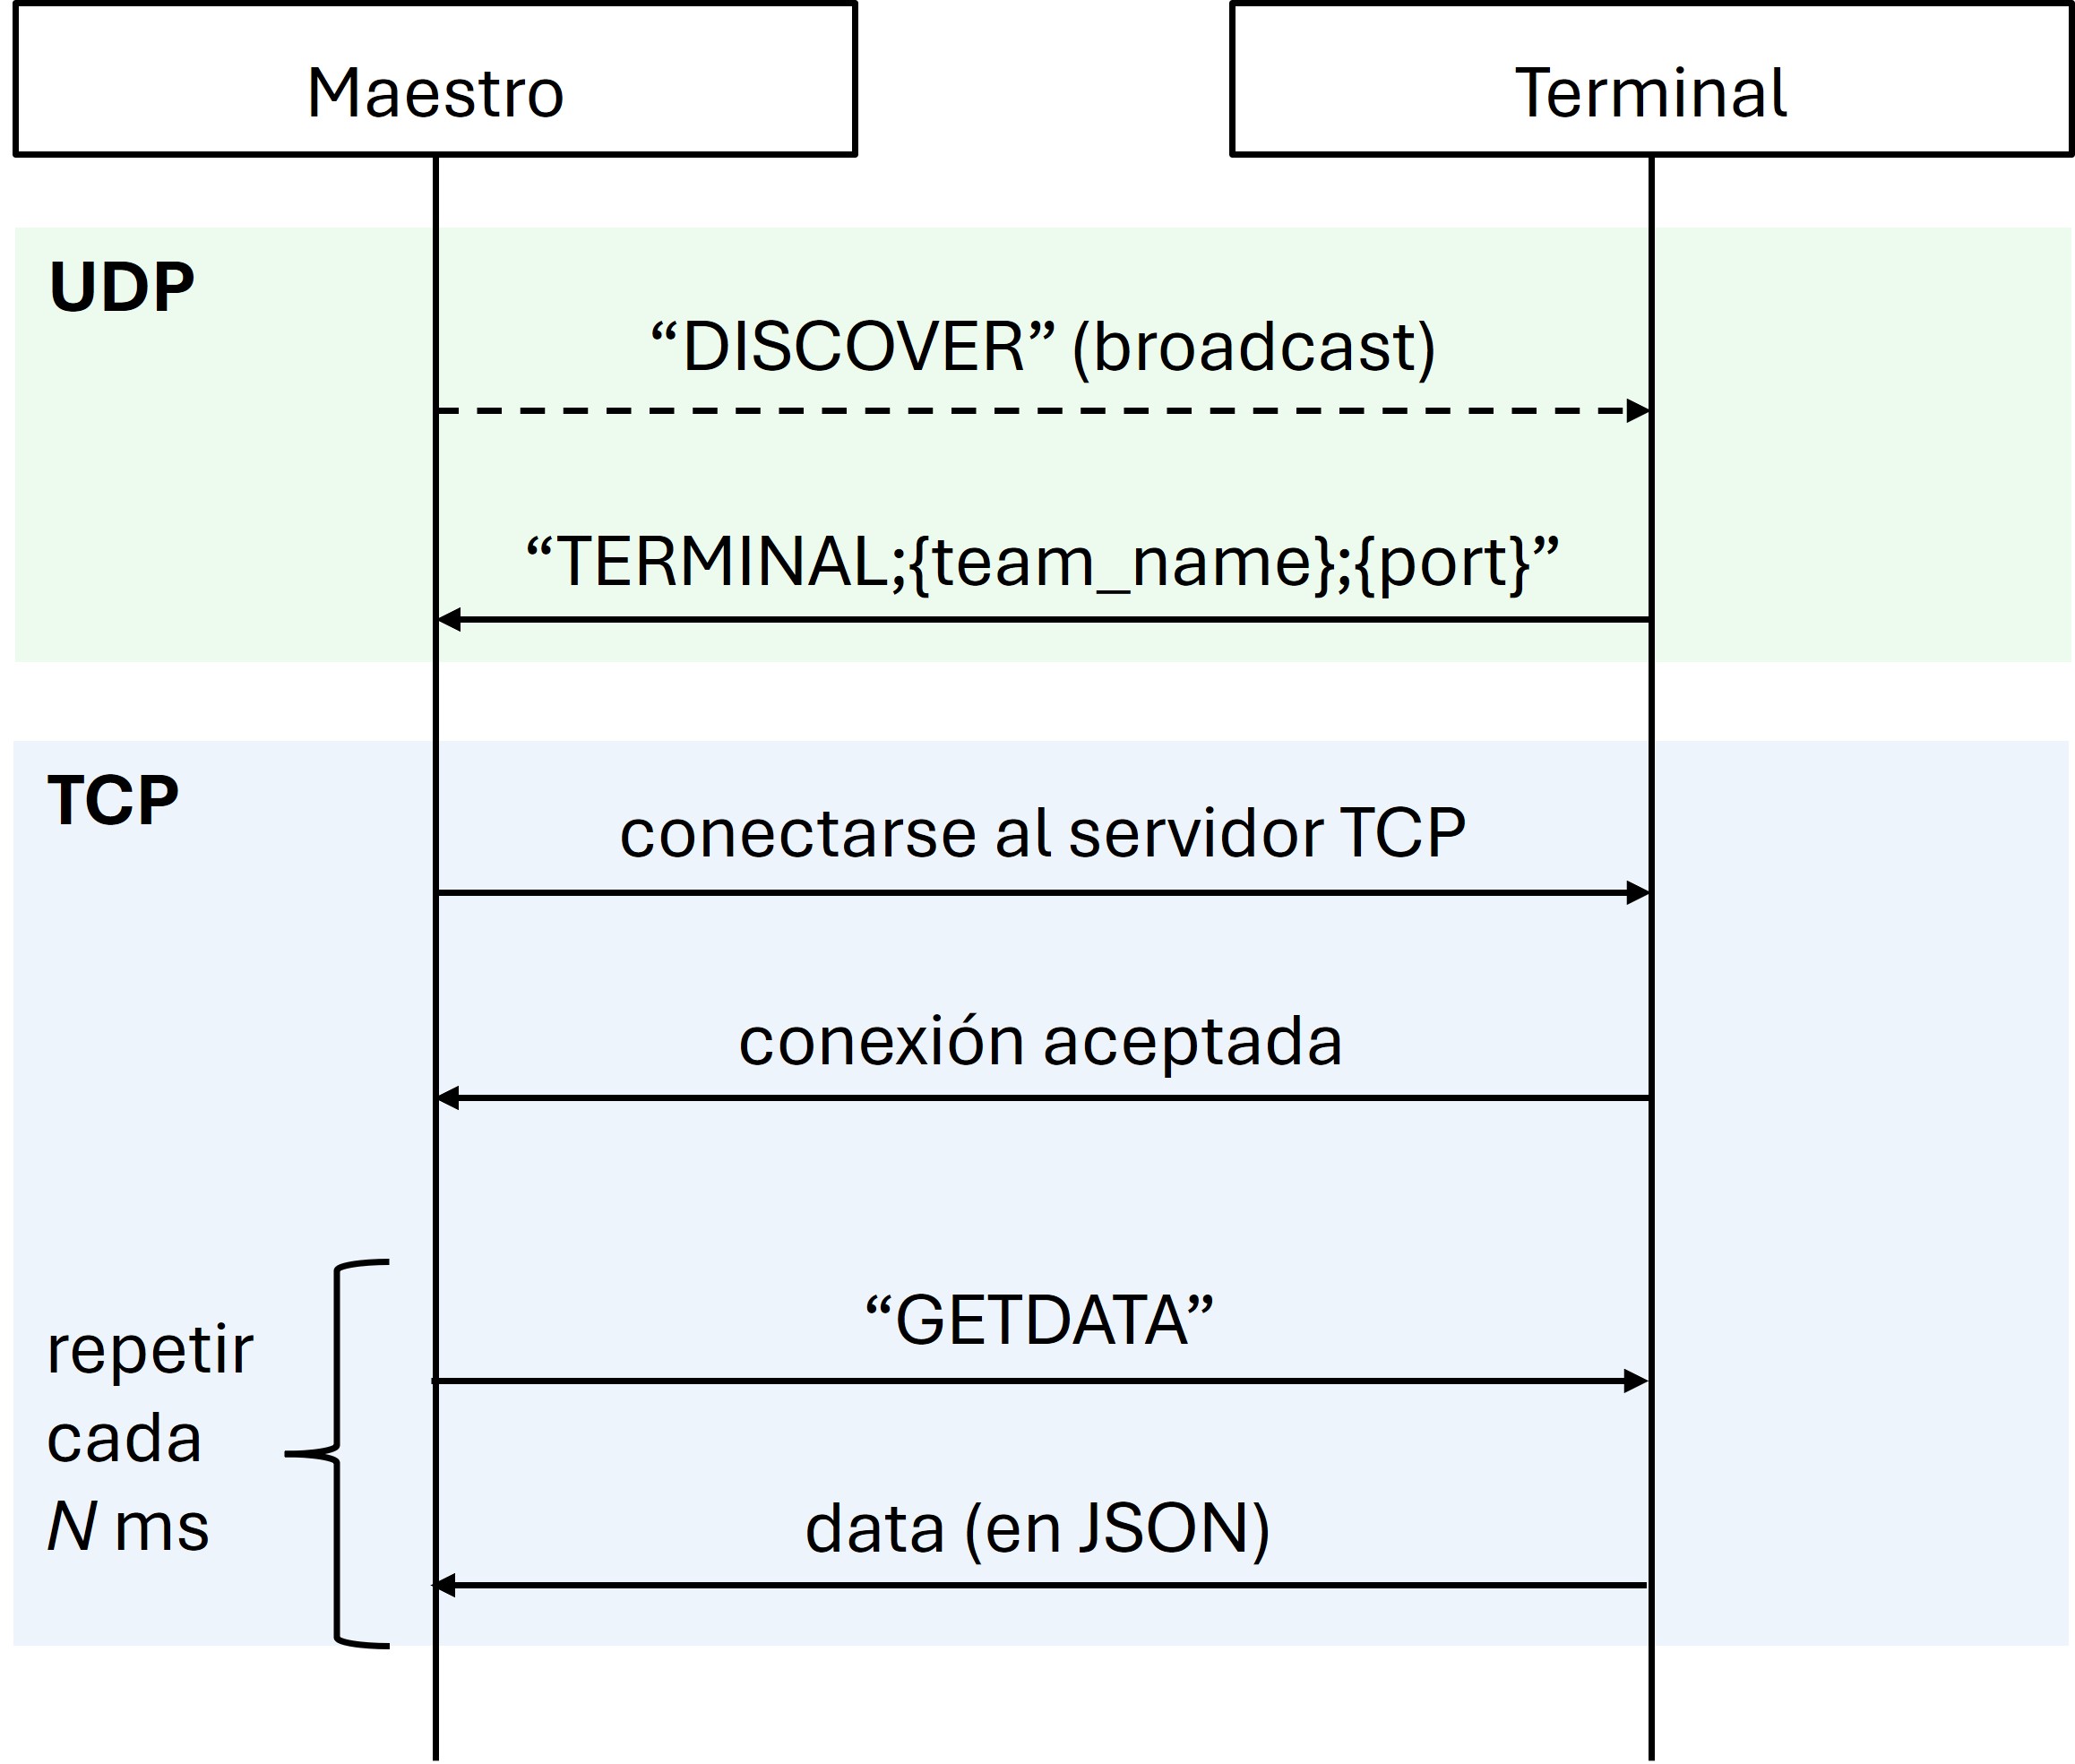 Maestro
Terminal
UDP
“DISCOVER” (broadcast)
“TERMINAL;{team_name};{port}”
TCP
conectarse al servidor TCP
conexión aceptada
“GETDATA”
repetir
cada
N ms
data (en JSON)